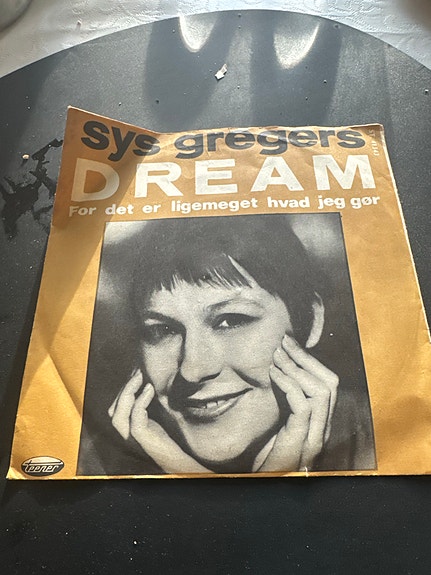 sys gregers
DREAM
For det er ligemeget hvad jeg gør
Teener